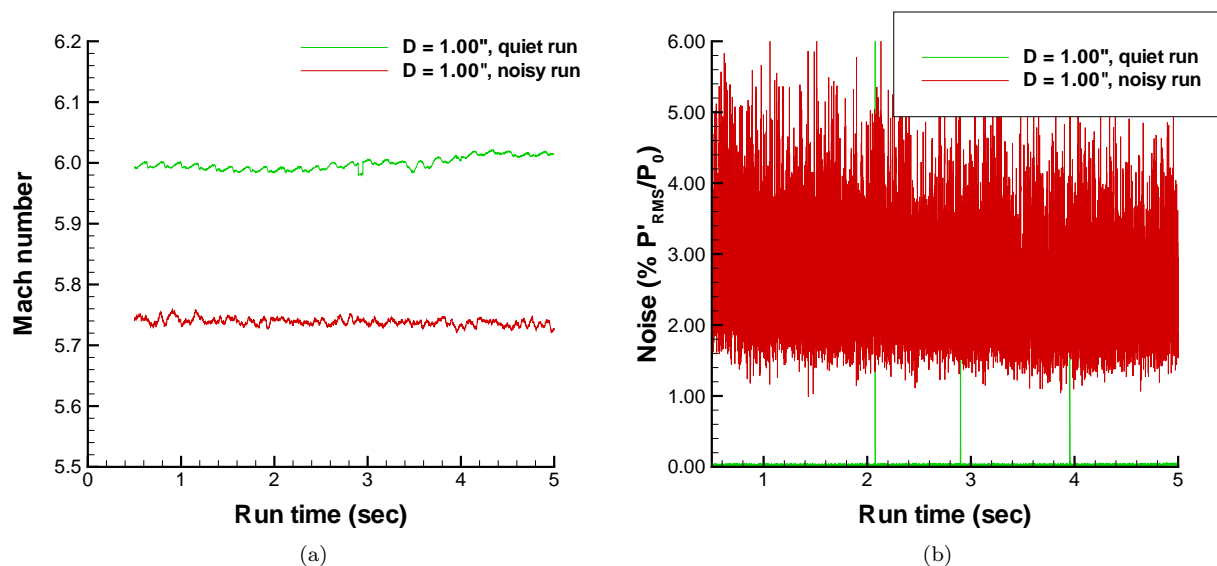 6.2
6.1
6.0
5.9
5.8
5.7
5.6
5.5
Mach number
D = 1.00", quiet run
D = 1.00", noisy run
0 1 2 3 4 5
Run time (sec)
(a)
6.00
5.00
4.00
3.00
2.00
1.00
0.00
Noise (% P'RMS/P0)
D = 1.00", quiet run
D = 1.00", noisy run
1 2 3 4 5
Run time (sec)
(b)